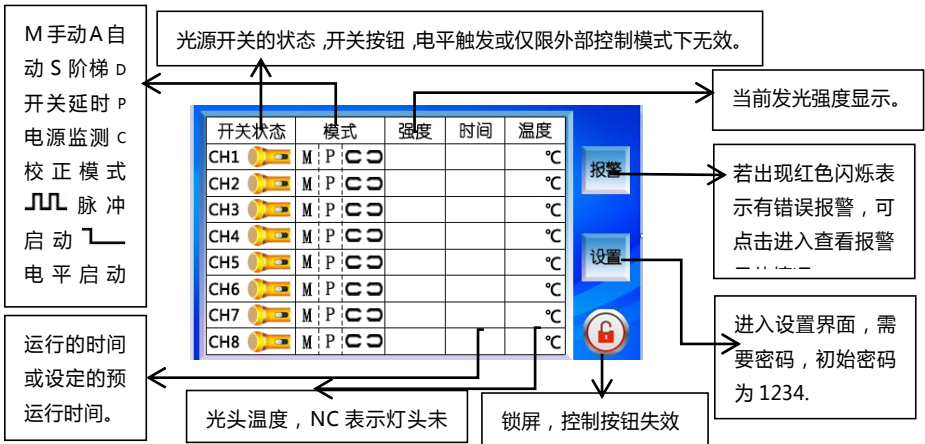 M 手动 A 自
动 S 阶梯 D
开关延时 P
电源监测 C
校正模式
脉冲
启动
电平启动
光源开关的状态,开关按钮,电平触发或仅限外部控制模式下无效。
当前发光强度显示。
开关状态 模式 强度 时间 温度
CH1 M P ℃
CH2 M P ℃
CH3 M P ℃
CH4 M P ℃
CH5 M P ℃
CH6 M P ℃
CH7 M P ℃
CH8 M P ℃
报警
设置
若出现红色闪烁表
示有错误报警,可
点击进入查看报警
进入设置界面,需
要密码,初始密码
为 1234.
运行的时间
或设定的预
运行时间。
光头温度,NC 表示灯头未
锁屏,控制按钮失效